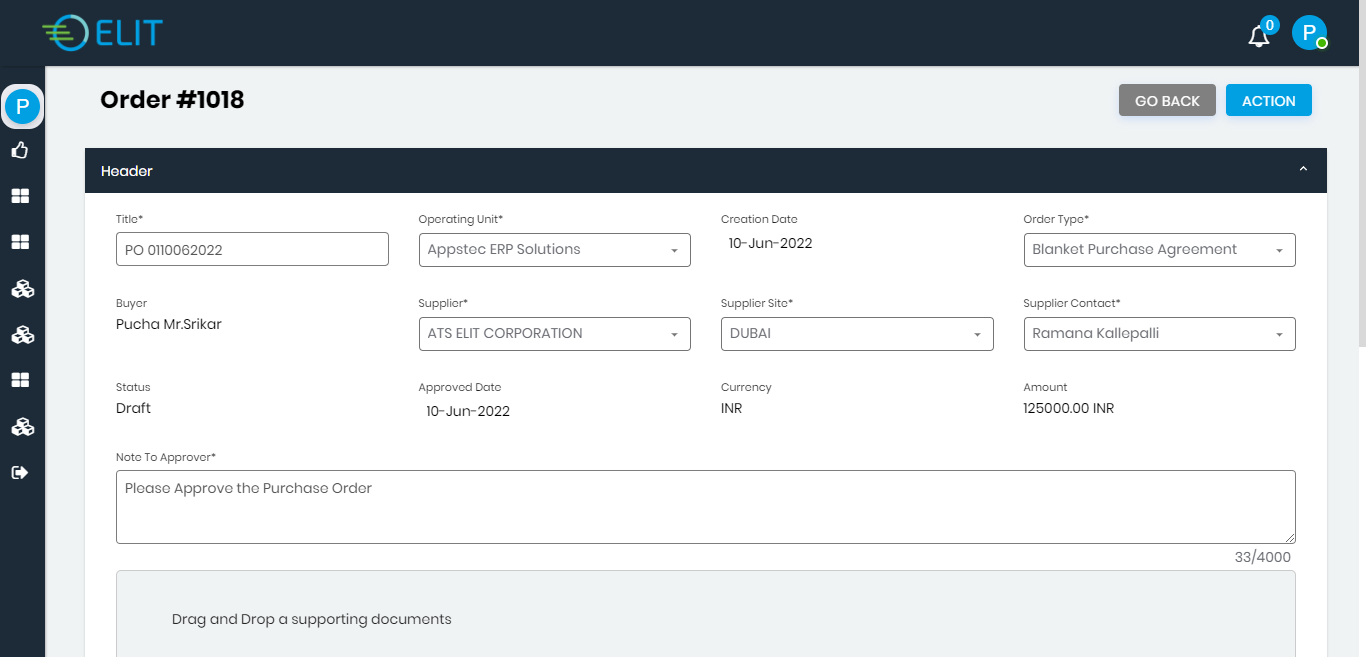 ELIT
0
P
P
Order #1018
GO BACK
ACTION
Header
Title*
Operating Unit*
Creation Date
Order Type*
PO 0110062022
Appstec ERP Solutions
10-Jun-2022
Blanket Purchase Agreement
Buyer
Supplier*
Supplier Site*
Supplier Contact*
Pucha Mr.Srikar
ATS ELIT CORPORATION
DUBAI
Ramana Kallepalli
Status
Approved Date
Currency
Amount
Draft
10-Jun-2022
INR
125000.00 INR
Note To Approver*
Please Approve the Purchase Order
33/4000
Drag and Drop a supporting documents